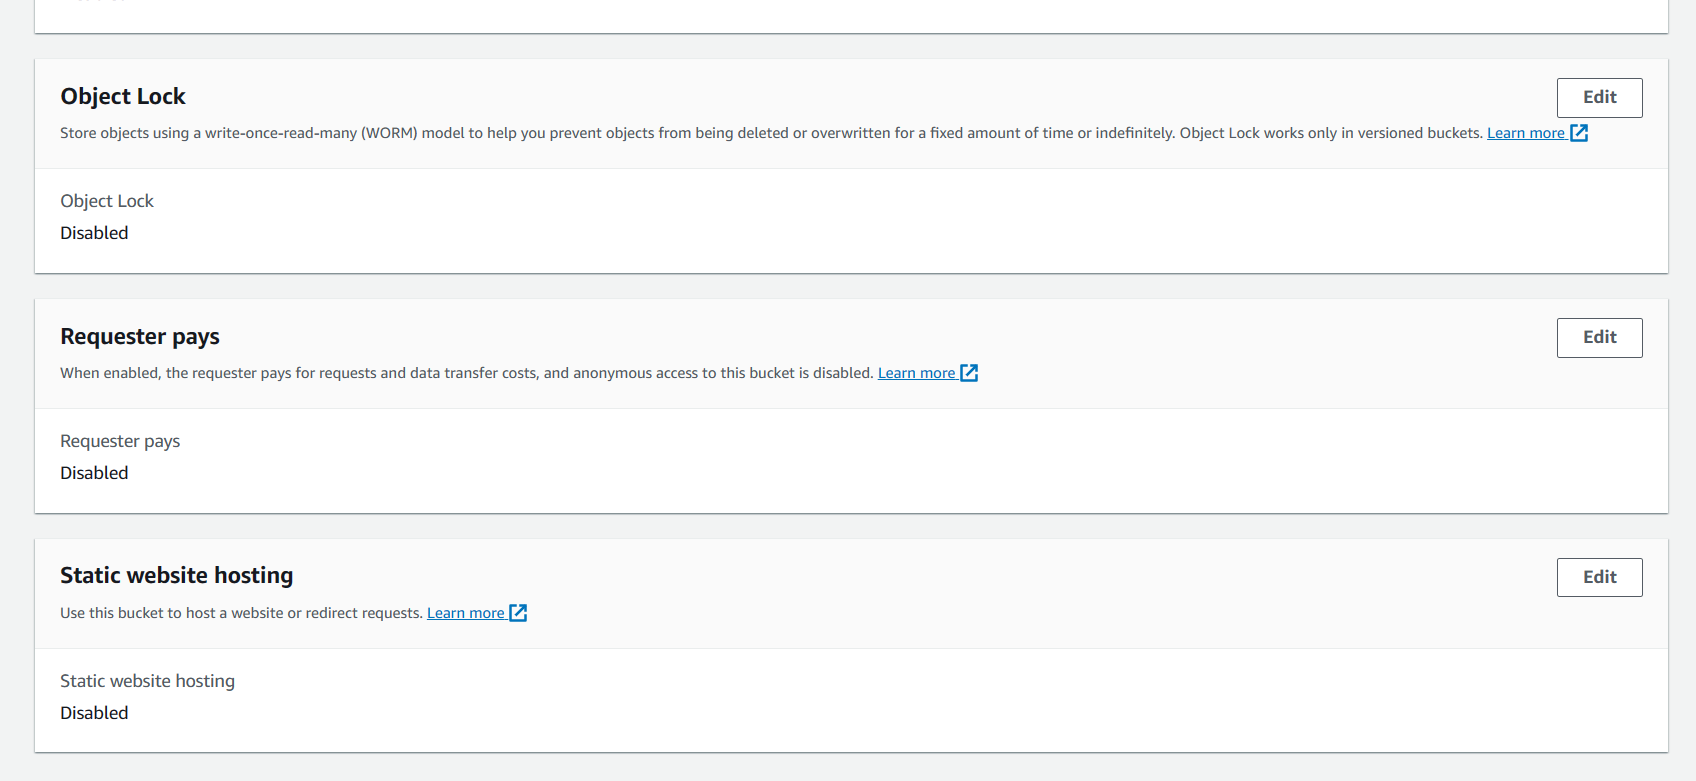 Object Lock
Edit
Store objects using a write-once-read-many (WORM) model to help you prevent objects from being deleted or overwritten for a fixed amount of time or indefinitely. Object Lock works only in versioned buckets. Learn more
Object Lock
Disabled
Requester pays
Edit
When enabled, the requester pays for requests and data transfer costs, and anonymous access to this bucket is disabled. Learn more
Requester pays
Disabled
Static website hosting
Edit
Use this bucket to host a website or redirect requests. Learn more
Static website hosting
Disabled